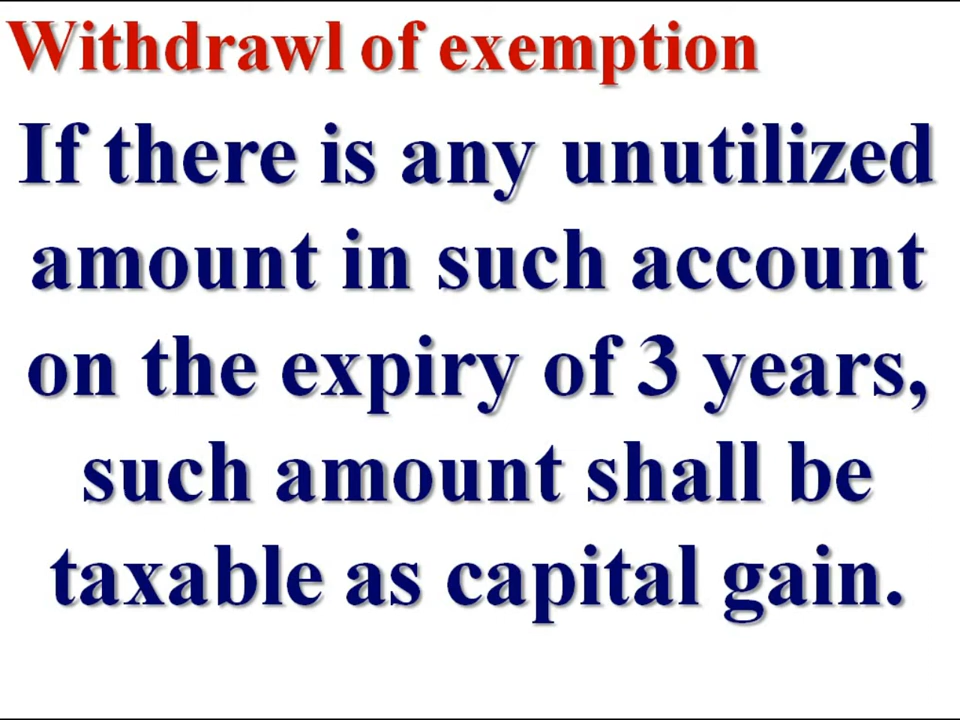 Withdrawl of exemption
If there is any unutilized
amount in such account
on the expiry of 3 years,
such amount shall be
taxable as capital gain.